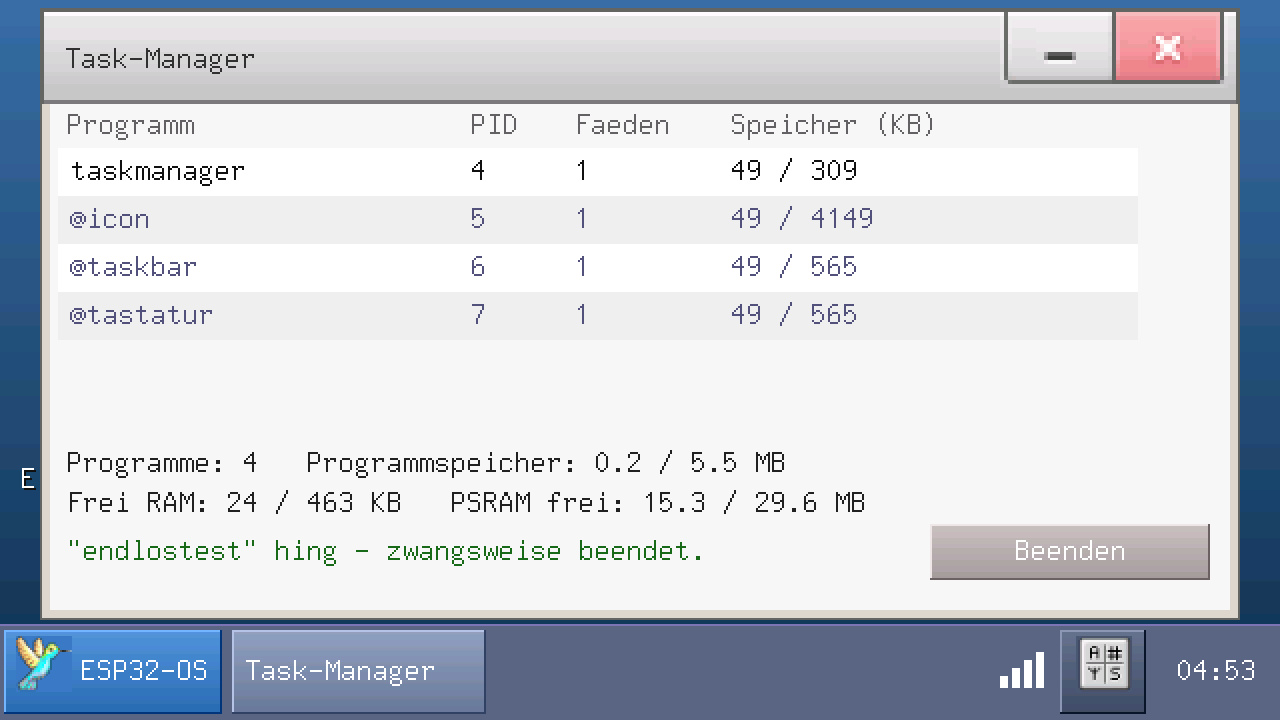 Task-Manager
Programm PID Faeden Speicher (KB)
taskmanager 4 1 49 / 309
@icon 5 1 49 / 4149
@taskbar 6 1 49 / 565
@tastatur 7 1 49 / 565
Programme: 4 Programmspeicher: 0.2 / 5.5 MB
E
Frei RAM: 24 / 463 KB PSRAM frei: 15.3 / 29.6 MB
"endlostest" hing - zwangsweise beendet.
Beenden
ESP32-OS Task-Manager A # Y S 04:53